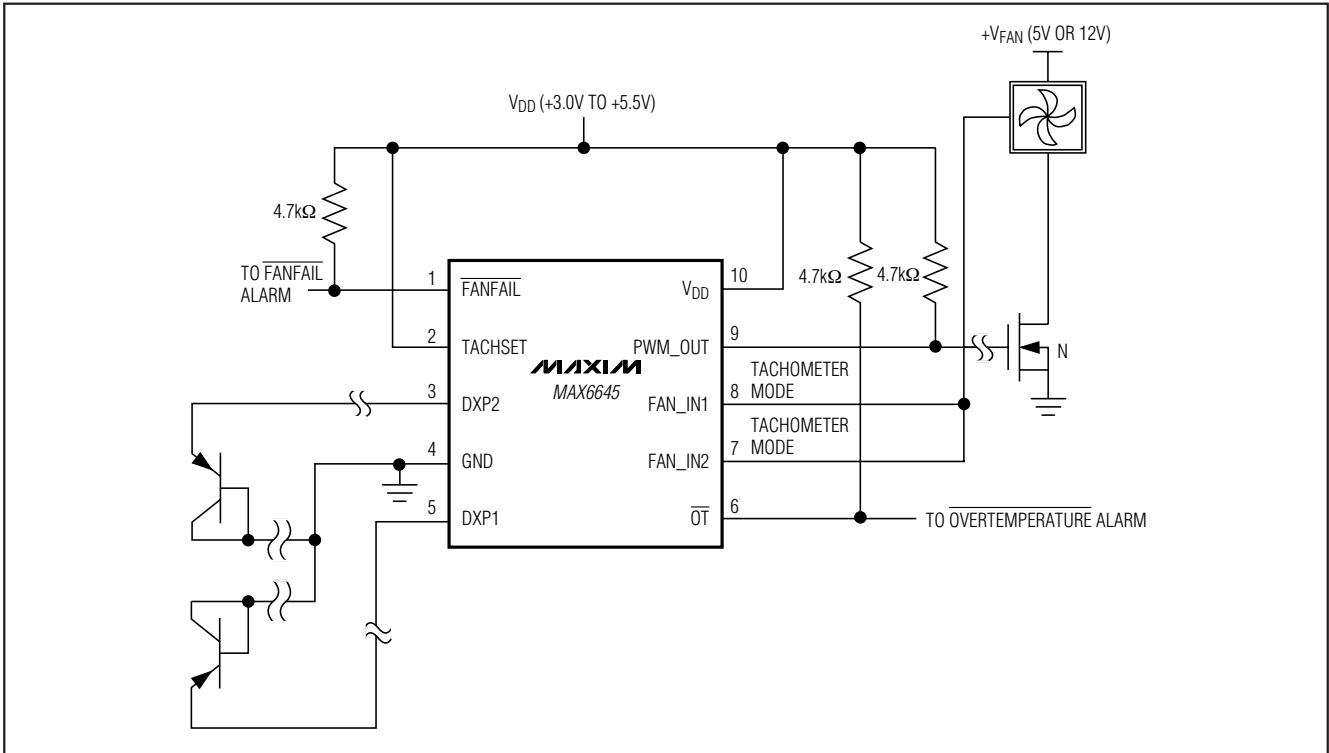 +VFAN (5V OR 12V)
VDD (+3.0V TO +5.5V)
4.7kΩ
TO FANFAIL
ALARM
1
FANFAIL
2
TACHSET
3
DXP2
4
GND
5
DXP1
MAXIM
MAX6645
10
VDD
9
PWM_OUT
8
FAN_IN1
7
FAN_IN2
6
OT
TACHOMETER
MODE
TACHOMETER
MODE
4.7kΩ
4.7kΩ
N
TO OVERTEMPERATURE ALARM